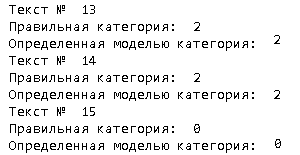 Текст № 13
Правильная категория: 2
Определенная моделью категория: 2
Текст № 14
Правильная категория: 2
Определенная моделью категория: 2
Текст № 15
Правильная категория: 0
Определенная моделью категория: 0